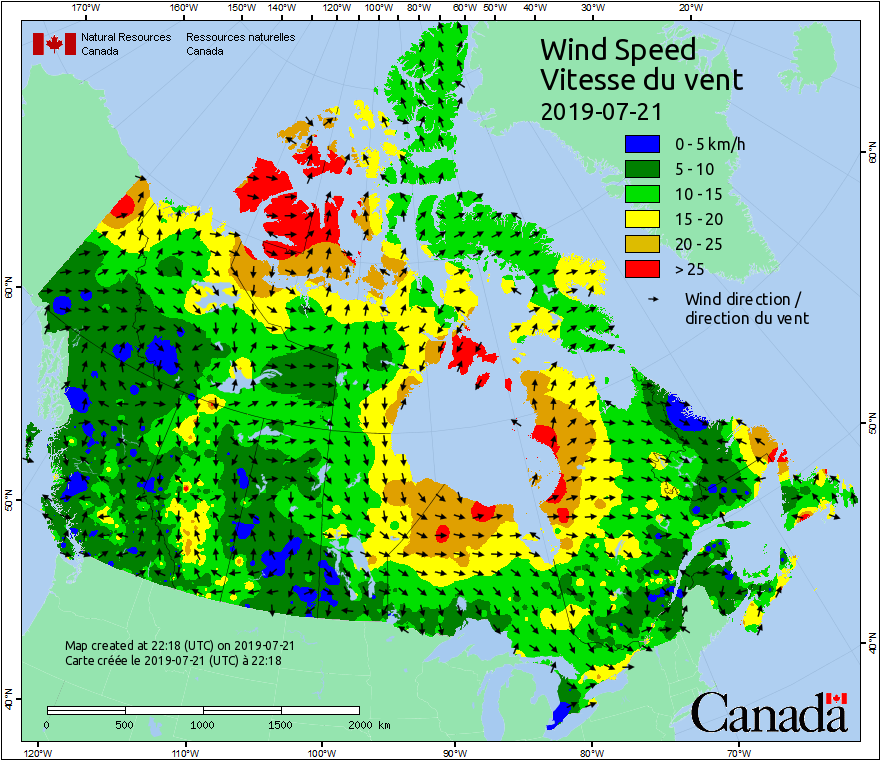 170°W 160°W 150°W 140°W 120°W 100°W 80°W 60°W 50°W 40°W 30°W 20°W
Natural Resources Ressources naturelles
Canada Canada
Wind Speed
Vitesse du vent
2019-07-21
0 - 5 km/h
5 - 10
10 - 15
15 - 20
20 - 25
> 25
Wind direction /
direction du vent
60°N
60°N
50°N
50°N
40°N
40°N
Map created at 22:18 (UTC) on 2019-07-21
Carte créée le 2019-07-21 (UTC) à 22:18
0 500 1000 1500 2000 km
Canada
120°W 110°W 100°W 90°W 80°W 70°W